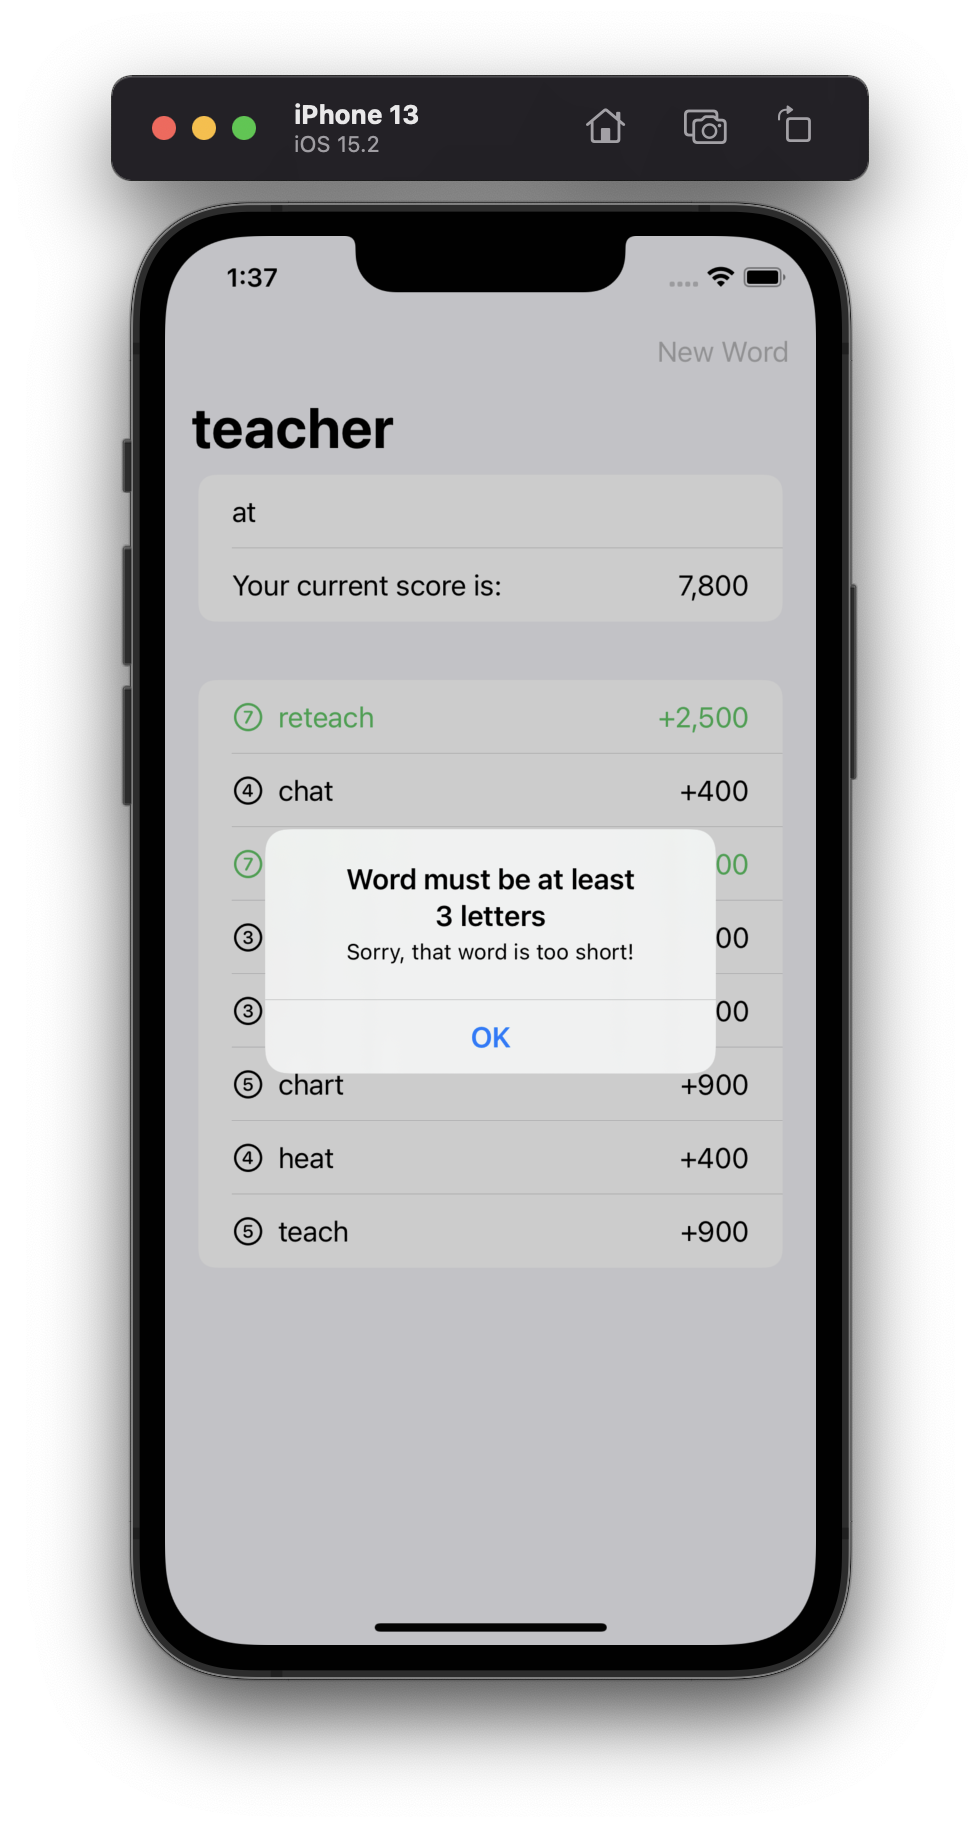 iPhone 13
iOS 15.2
1:37
New Word
teacher
at
Your current score is: 7,800
7 reteach +2,500
4 chat +400
7 00
Word must be at least
3 letters
3 00
Sorry, that word is too short!
3 00
OK
5 chart +900
4 heat +400
5 teach +900